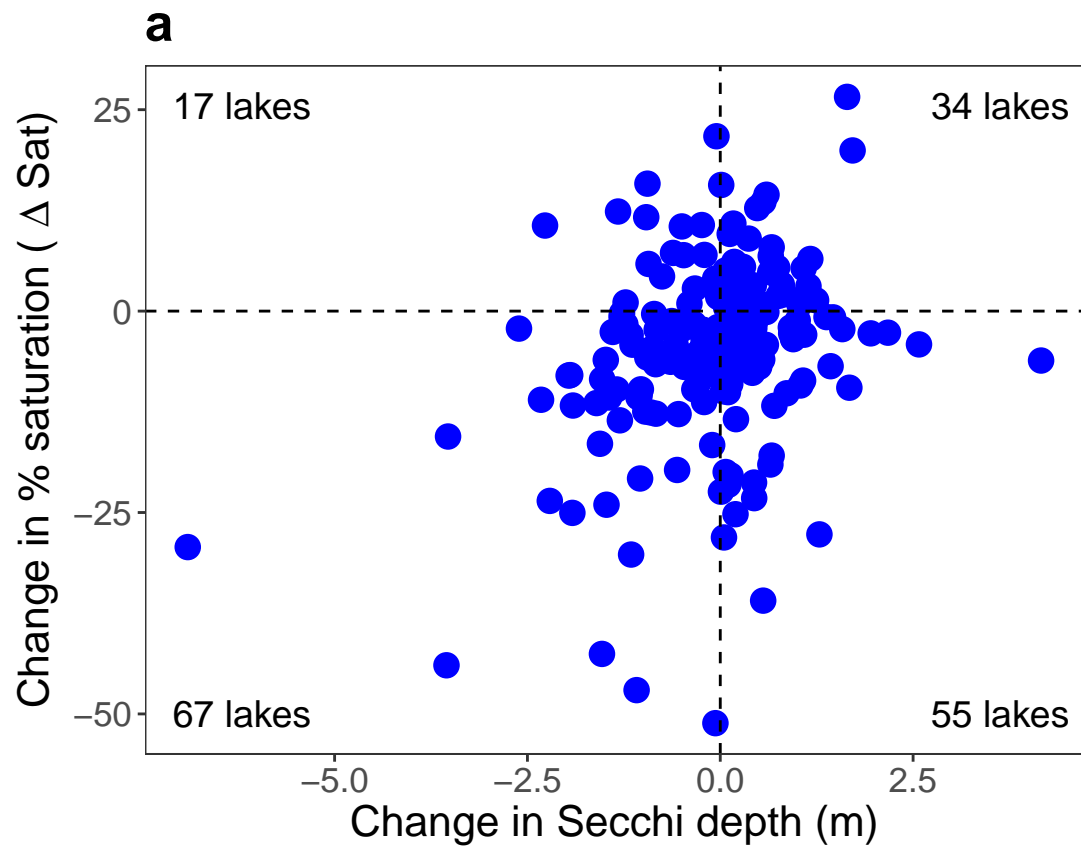 a
17 lakes
34 lakes
25
0
−25
−50
Change in % saturation ( Δ Sat)
67 lakes
55 lakes
−5.0
−2.5
0.0
2.5
Change in Secchi depth (m)